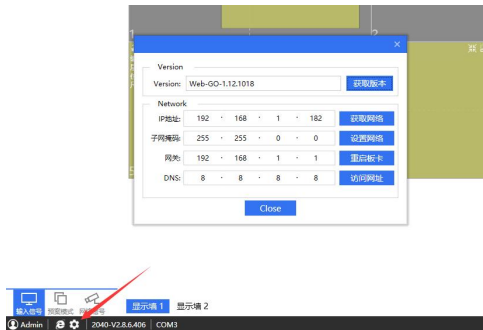 1
2
Version
Version: Web-GO-1.12.1018 获取版本
Network
IP地址: 192 · 168 · 1 · 182 获取网络
子网掩码: 255 · 255 · 0 · 0 设置网络
网关: 192 · 168 · 1 · 1 重启板卡
DNS: 8 · 8 · 8 · 8 访问网址
Close
输入信号 预案模式 显示墙 1 显示墙 2
Admin 2040-V2.8.6.406 COM3